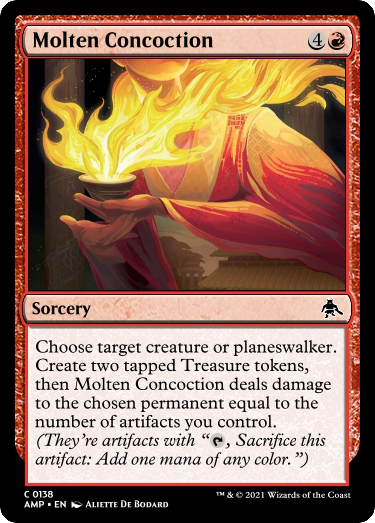 Molten Concoction 4
Sorcery
Choose target creature or planeswalker.
Create two tapped Treasure tokens,
then Molten Concoction deals damage
to the chosen permanent equal to the
number of artifacts you control.
(They're artifacts with “, Sacrifice this
artifact: Add one mana of any color.”)
C 0138
AMP • EN Aliette De Bodard
™ & © 2021 Wizards of the Coast